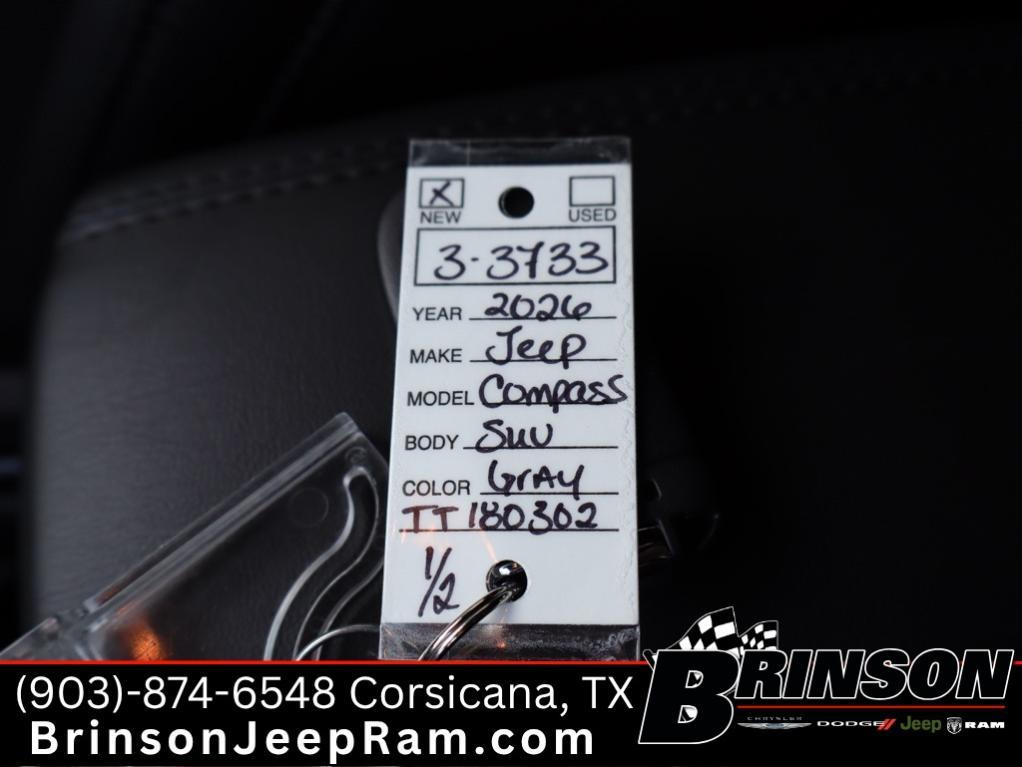 X
NEW USED
3-3733
YEAR 2026
MAKE Jeep
MODEL Compass
BODY SUV
COLOR GrAy
TT180302
1/2
(903)-874-6548 Corsicana, TX
BrinsonJeepRam.com
BRINSON
CHRYSLER DODGE Jeep RAM